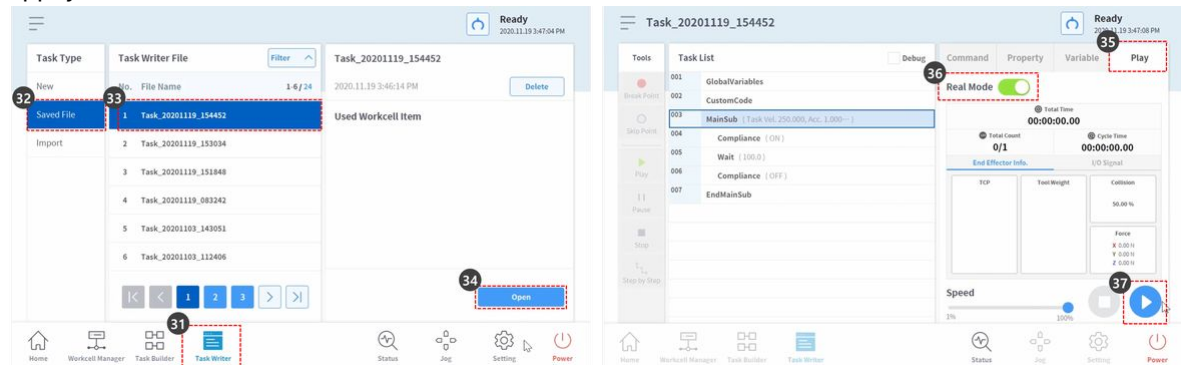 Ready
2020.11.19 3:47:04 PM
Task Type
New
32
Saved File
Import
Task Writer File
Filter
33
No. File Name 1-6 / 24
1 Task_20201119_154452
2 Task_20201119_153034
3 Task_20201119_151848
4 Task_20201119_083242
5 Task_20201103_143051
6 Task_20201103_112406
1 2 3
Task_20201119_154452
2020.11.19 3:46:14 PM
Delete
Used Workcell Item
34
Open
31
Home
Workcell Manager
Task Builder
Task Writer
Status
Jog
Setting
Power
Task_20201119_154452
Ready
2020.11.19 3:47:08 PM
35
Tools
Break Point
Skip Point
Play
Pause
Stop
Step by Step
Task List
Debug
001 GlobalVariables
002 CustomCode
003 MainSub ( Task Vel. 250.000, Acc. 1.000--- )
004 Compliance ( ON )
005 Wait ( 100.0 )
006 Compliance ( OFF )
007 EndMainSub
Command
Property
Variable
Play
36
Real Mode
Total Time
00:00:00.00
Total Count
0/1
Cycle Time
00:00:00.00
End Effector Info.
I/O Signal
TCP
Tool Weight
Collision
50.00 %
Force
X 0.00 N
Y 0.00 N
Z 0.00 N
37
Speed
1%
100%
Home
Workcell Manager
Task Builder
Task Writer
Status
Jog
Setting
Power